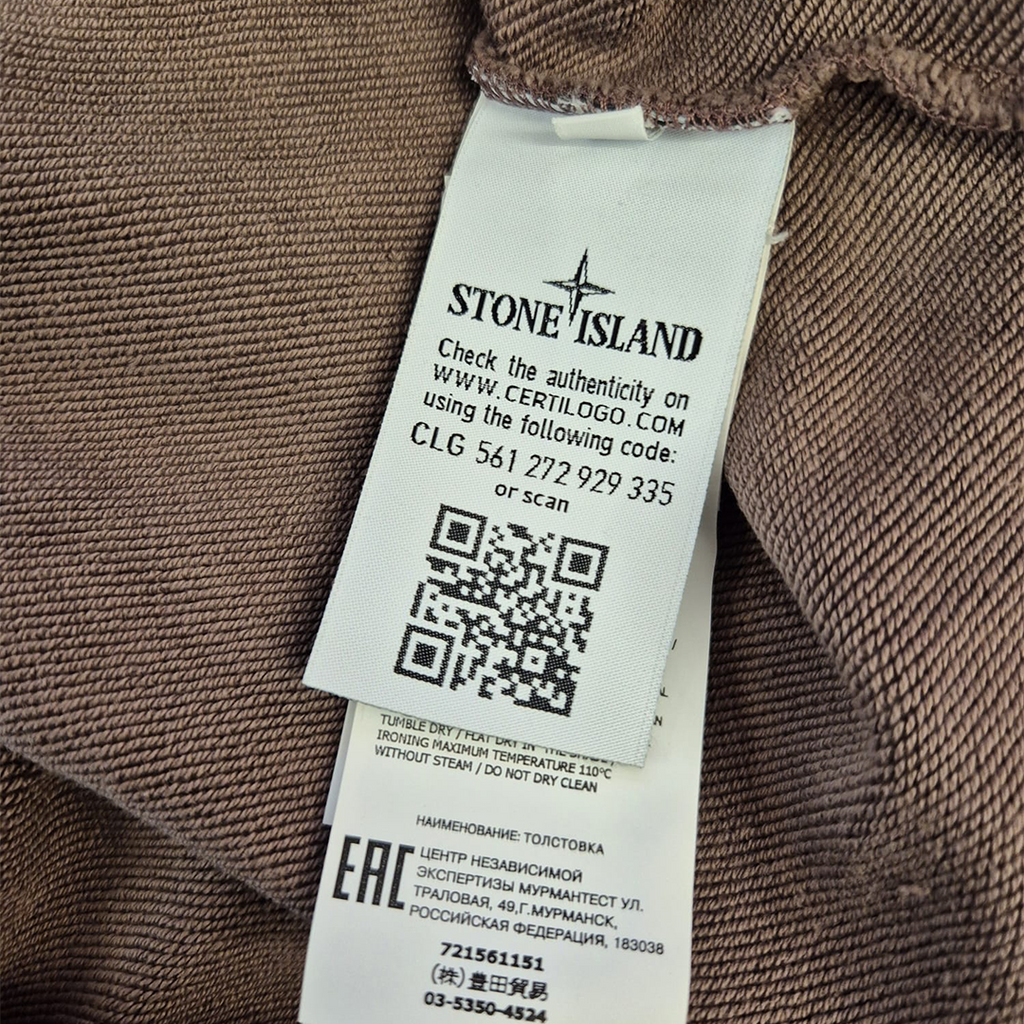 STONE ISLAND
Check the authenticity on
WWW.CERTILOGO.COM
using the following code:
CLG 561 272 929 335
or scan
TUMBLE DRY / FLAT DRY IN THE SHADE /
IRONING MAXIMUM TEMPERATURE 110°C
WITHOUT STEAM / DO NOT DRY CLEAN
НАИМЕНОВАНИЕ: ТОЛСТОВКА
EAC
ЦЕНТР НЕЗАВИСИМОЙ
ЭКСПЕРТИЗЫ МУРМАНТЕСТ УЛ.
ТРАЛОВАЯ, 49,Г.МУРМАНСК,
РОССИЙСКАЯ ФЕДЕРАЦИЯ, 183038
721561151
(株)豊田貿易
03-5350-4524